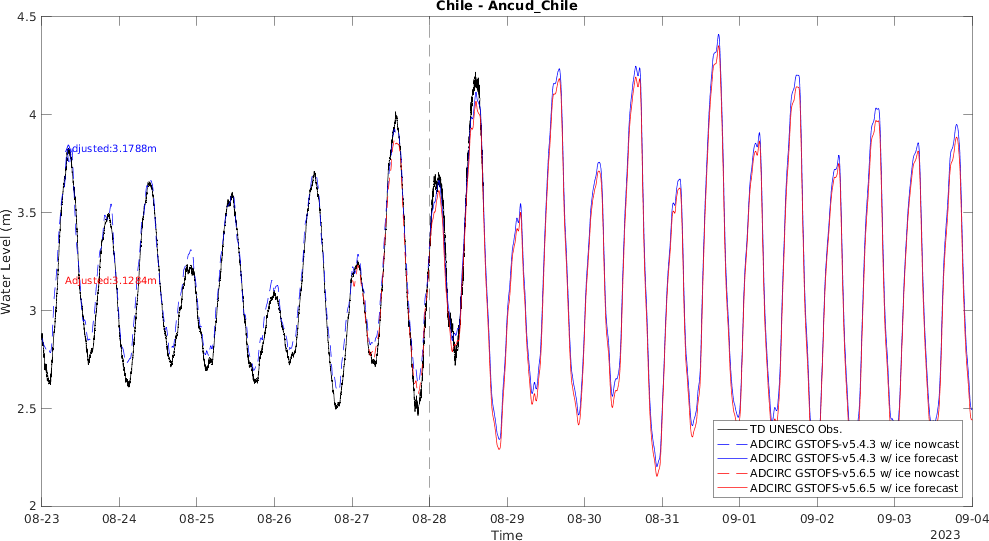 Chile - Ancud_Chile
4.5
4
3.5
3
2.5
2
Water Level (m)
Adjusted:3.1788m
Adjusted:3.1284m
TD UNESCO Obs.
ADCIRC GSTOFS-v5.4.3 w/ ice nowcast
ADCIRC GSTOFS-v5.4.3 w/ ice forecast
ADCIRC GSTOFS-v5.6.5 w/ ice nowcast
ADCIRC GSTOFS-v5.6.5 w/ ice forecast
08-23 08-24 08-25 08-26 08-27 08-28 08-29 08-30 08-31 09-01 09-02 09-03 09-04
Time
2023